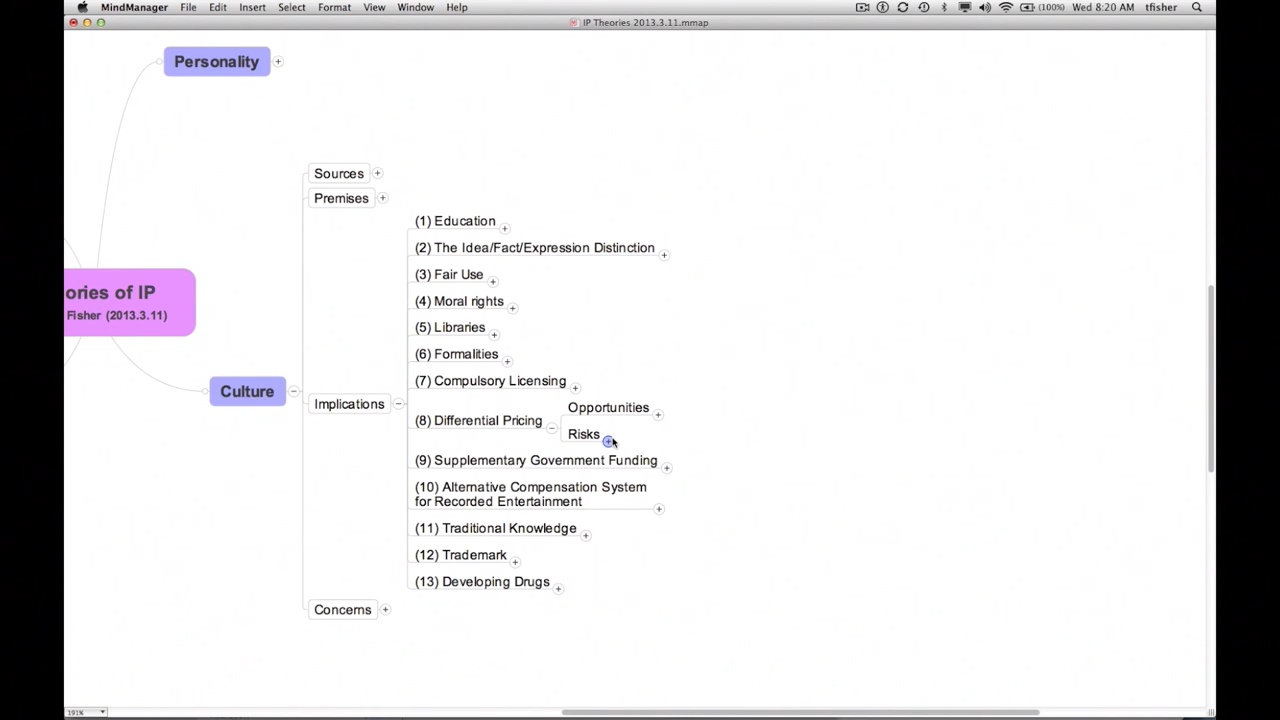 MindManager File Edit Insert Select Format View Window Help (100%) Wed 8:20 AM tfisher
IP Theories 2013.3.11.mmap
Personality
Sources
Premises
(1) Education
(2) The Idea/Fact/Expression Distinction
(3) Fair Use
ories of IP
Fisher (2013.3.11)
(4) Moral rights
(5) Libraries
(6) Formalities
(7) Compulsory Licensing
Culture
Implications
Opportunities
(8) Differential Pricing
Risks
(9) Supplementary Government Funding
(10) Alternative Compensation System
for Recorded Entertainment
(11) Traditional Knowledge
(12) Trademark
(13) Developing Drugs
Concerns
191%